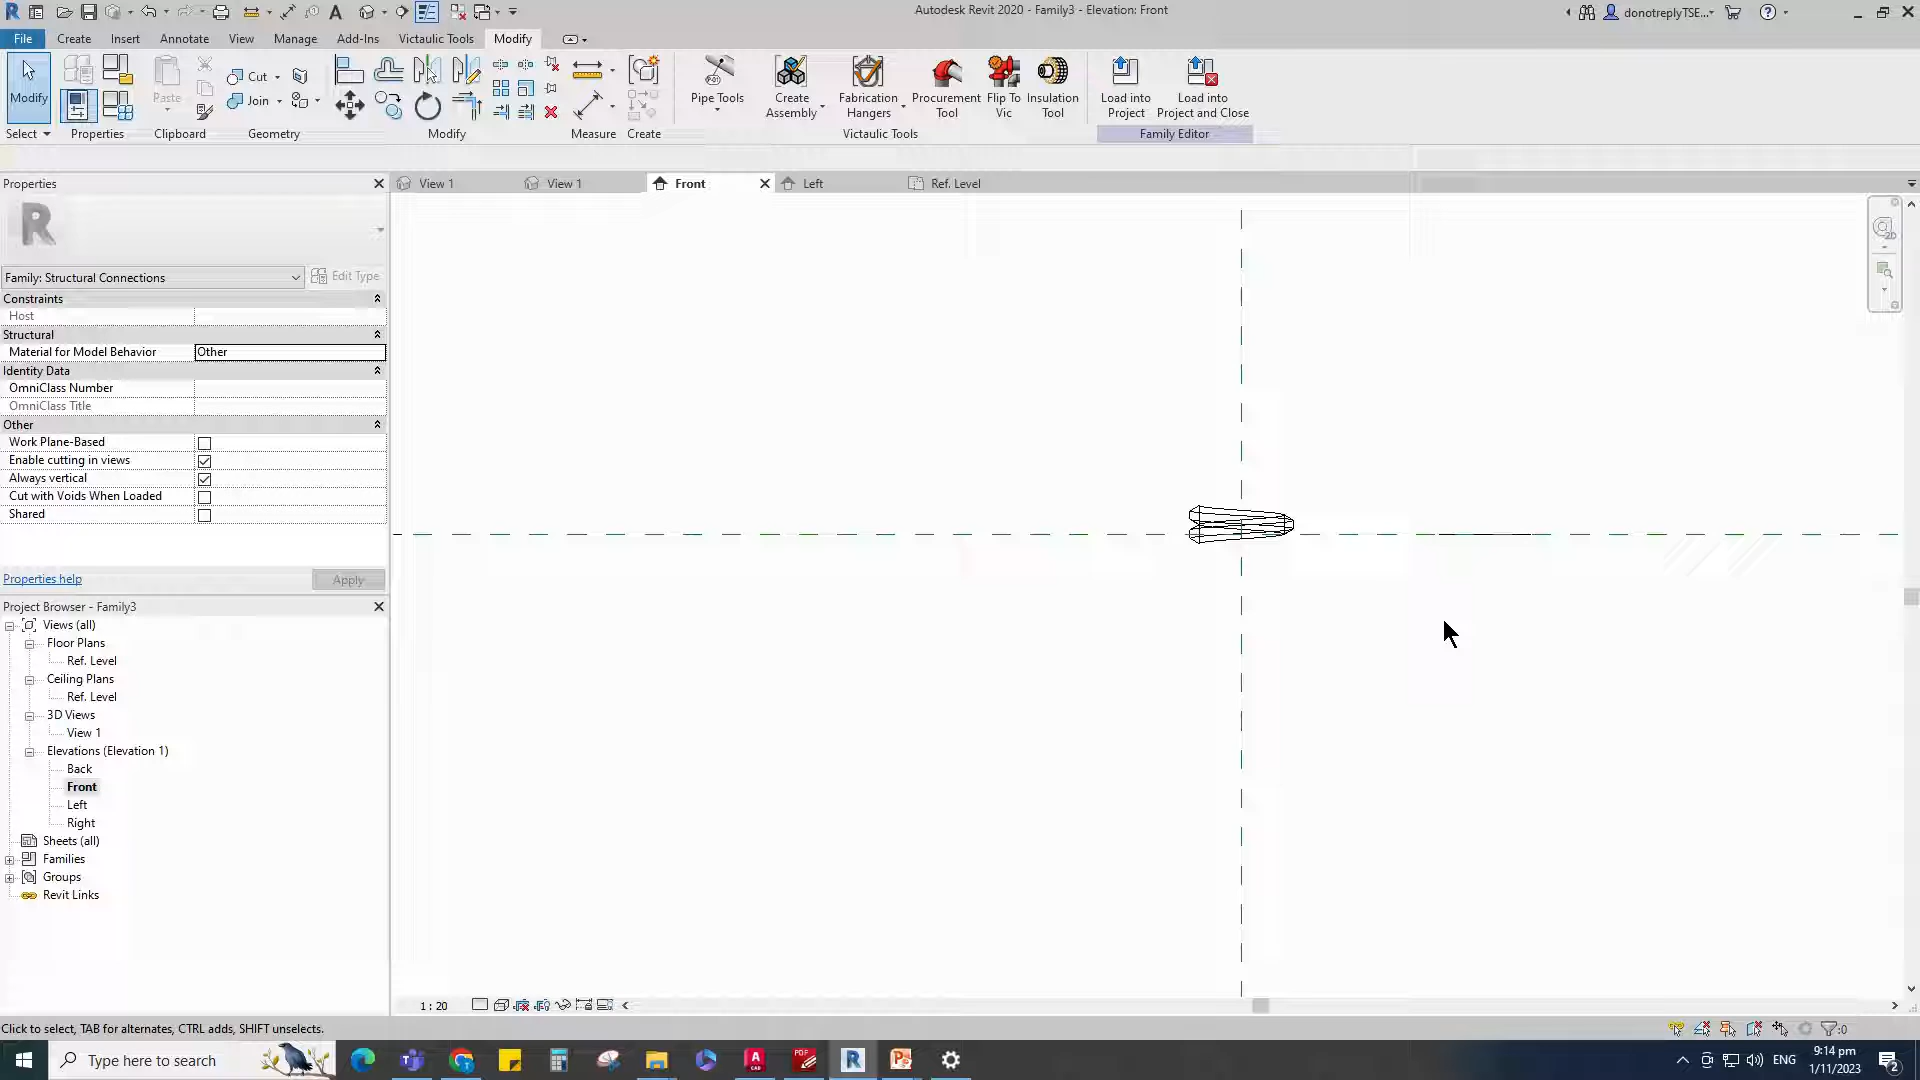 Autodesk Revit 2020 - Family3 - Elevation: Front
donotreplyTSE...
File Create Insert Annotate View Manage Add-Ins Victaulic Tools Modify
Modify
Paste
Cut
Join
Pipe Tools
Create Assembly
Fabrication Hangers
Procurement Tool
Flip To Vic
Insulation Tool
Load into Project
Load into Project and Close
Select Properties Clipboard Geometry Modify Measure Create Victaulic Tools Family Editor
Properties
View 1
View 1
Front
Left
Ref. Level
2D
Family: Structural Connections
Edit Type
Constraints
Host
Structural
Material for Model Behavior Other
Identity Data
OmniClass Number
OmniClass Title
Other
Work Plane-Based
Enable cutting in views
Always vertical
Cut with Voids When Loaded
Shared
Properties help
Apply
Project Browser - Family3
Views (all)
Floor Plans
Ref. Level
Ceiling Plans
Ref. Level
3D Views
View 1
Elevations (Elevation 1)
Back
Front
Left
Right
Sheets (all)
Families
Groups
Revit Links
1 : 20
Click to select, TAB for alternates, CTRL adds, SHIFT unselects.
:0
Type here to search
ENG
9:14 pm
1/11/2023
2